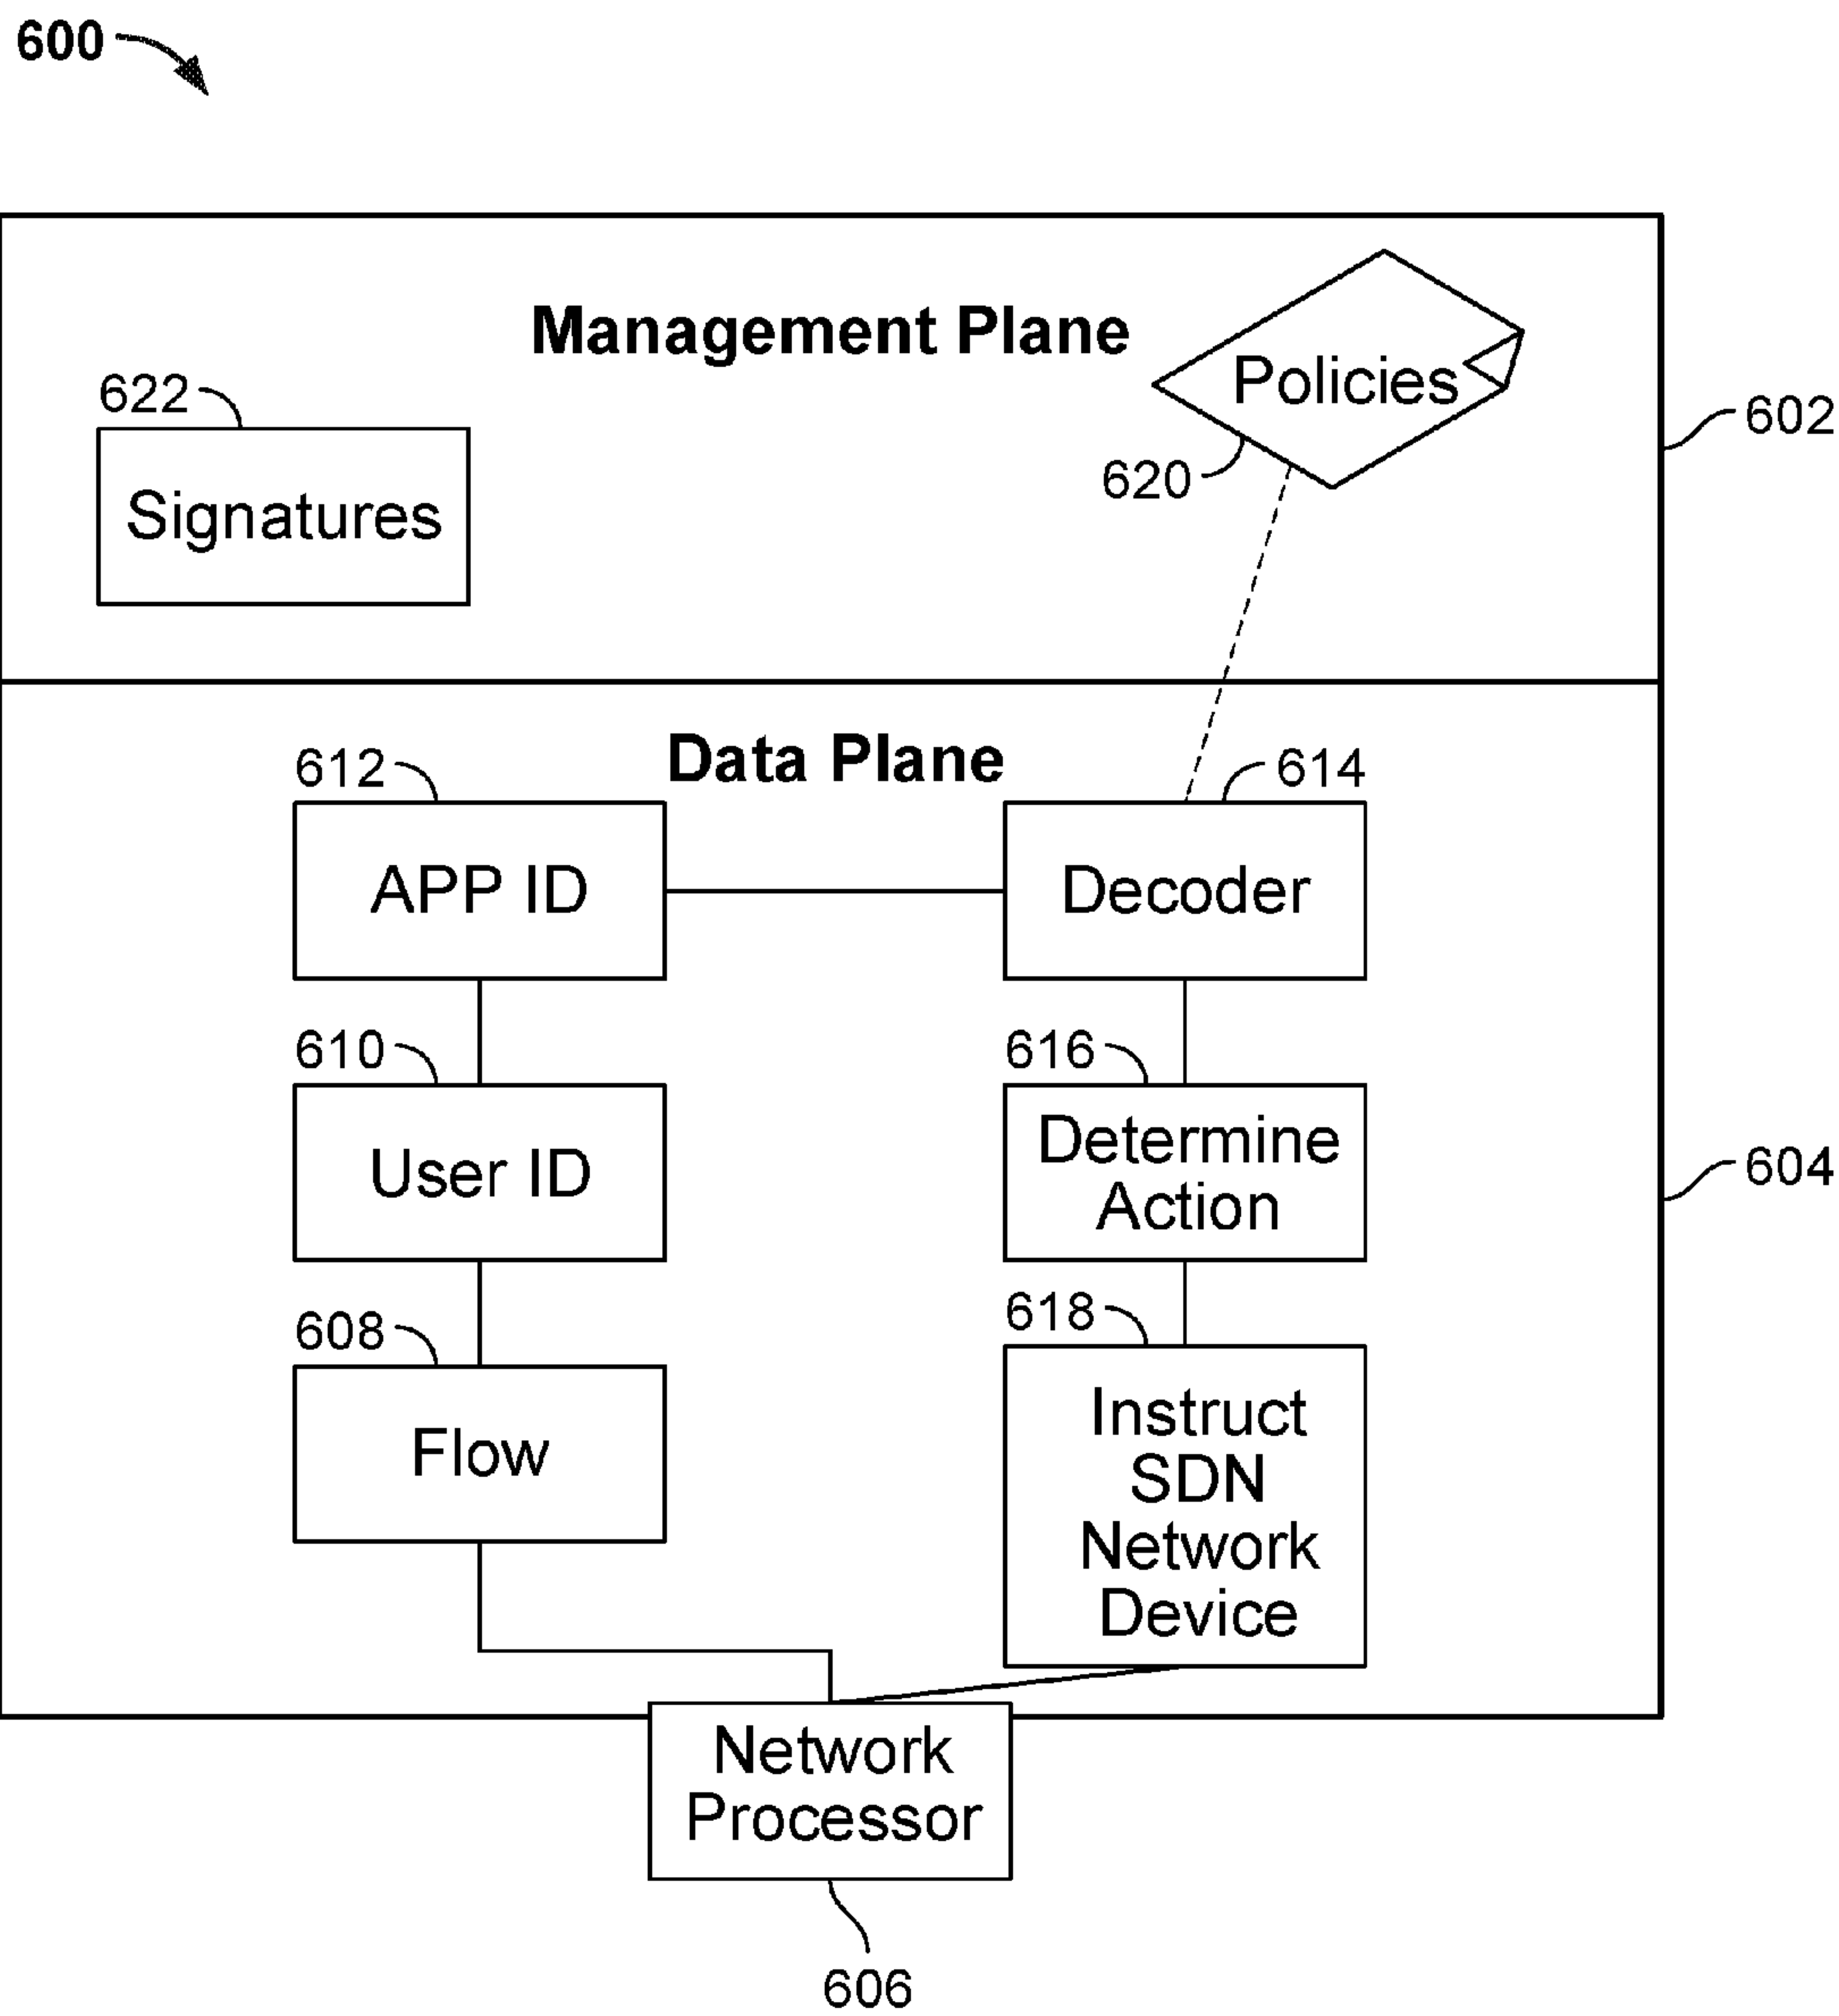 600
Management Plane
Policies
602
622
620
Signatures
Data Plane
612
614
APP ID
Decoder
610
616
User ID
Determine
Action
604
608
618
Flow
Instruct
SDN
Network
Device
Network
Processor
606